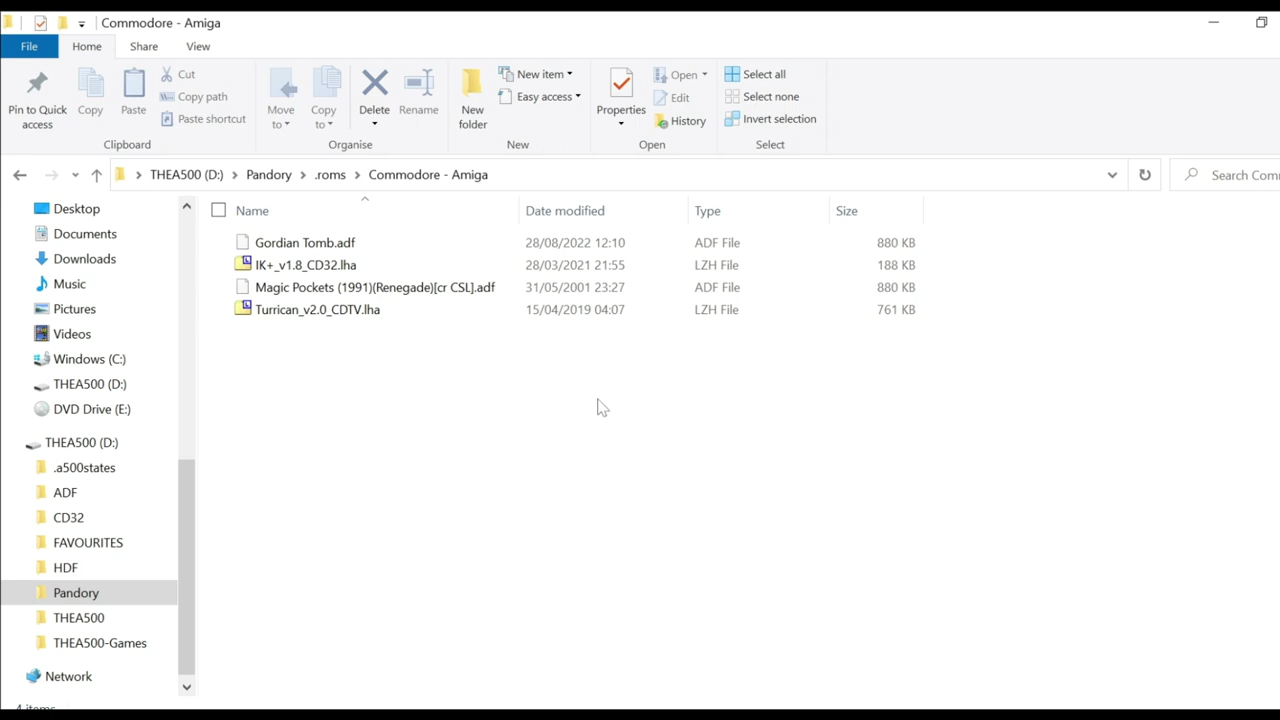 Commodore - Amiga
File Home Share View
Pin to Quick access
Copy
Paste
Cut
Copy path
Paste shortcut
Clipboard
Move to
Copy to
Delete
Rename
Organise
New folder
New item
Easy access
New
Properties
Open
Edit
History
Open
Select all
Select none
Invert selection
Select
THEA500 (D:) Pandory .roms Commodore - Amiga
Search Com
Desktop
Documents
Downloads
Music
Pictures
Videos
Windows (C:)
THEA500 (D:)
DVD Drive (E:)
THEA500 (D:)
.a500states
ADF
CD32
FAVOURITES
HDF
Pandory
THEA500
THEA500-Games
Network
Name Date modified Type Size
Gordian Tomb.adf 28/08/2022 12:10 ADF File 880 KB
IK+_v1.8_CD32.lha 28/03/2021 21:55 LZH File 188 KB
Magic Pockets (1991)(Renegade)[cr CSL].adf 31/05/2001 23:27 ADF File 880 KB
Turrican_v2.0_CDTV.lha 15/04/2019 04:07 LZH File 761 KB
4 items